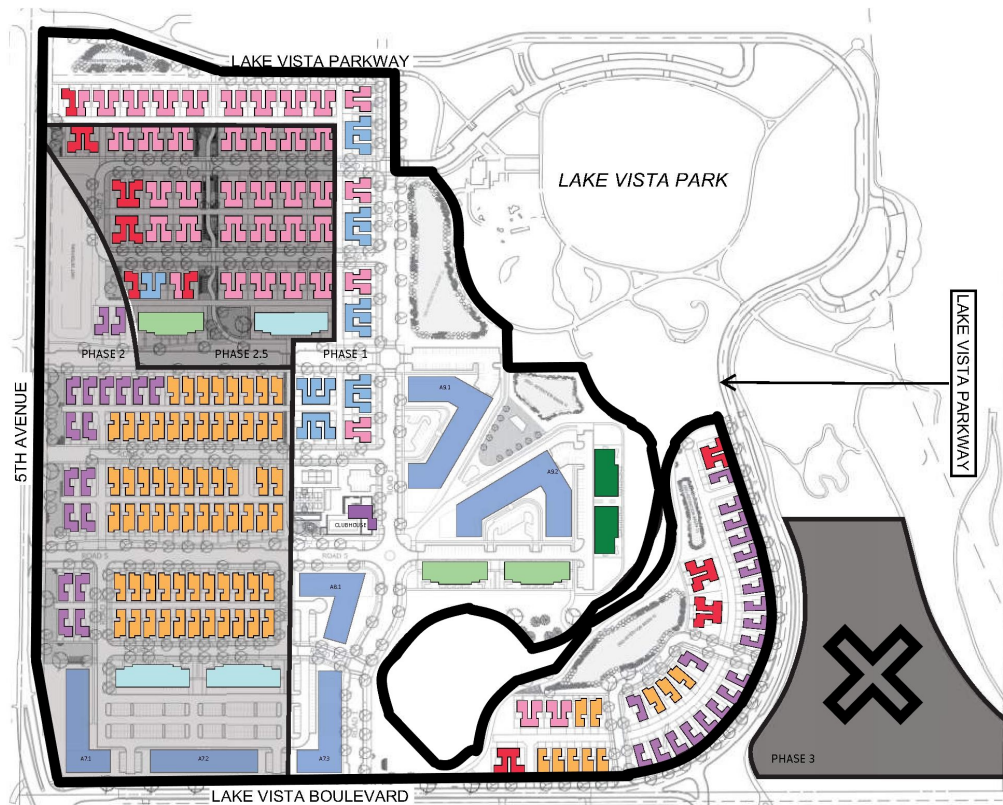 LAKE VISTA PARKWAY
LAKE VISTA PARK
LAKE VISTA PARKWAY
PHASE 2
PHASE 2.5
PHASE 1
5TH AVENUE
A9.1
A9.2
CLUBHOUSE
ROAD 5
ROAD 5
A8.1
A7.1
A7.2
A7.3
PHASE 3
LAKE VISTA BOULEVARD